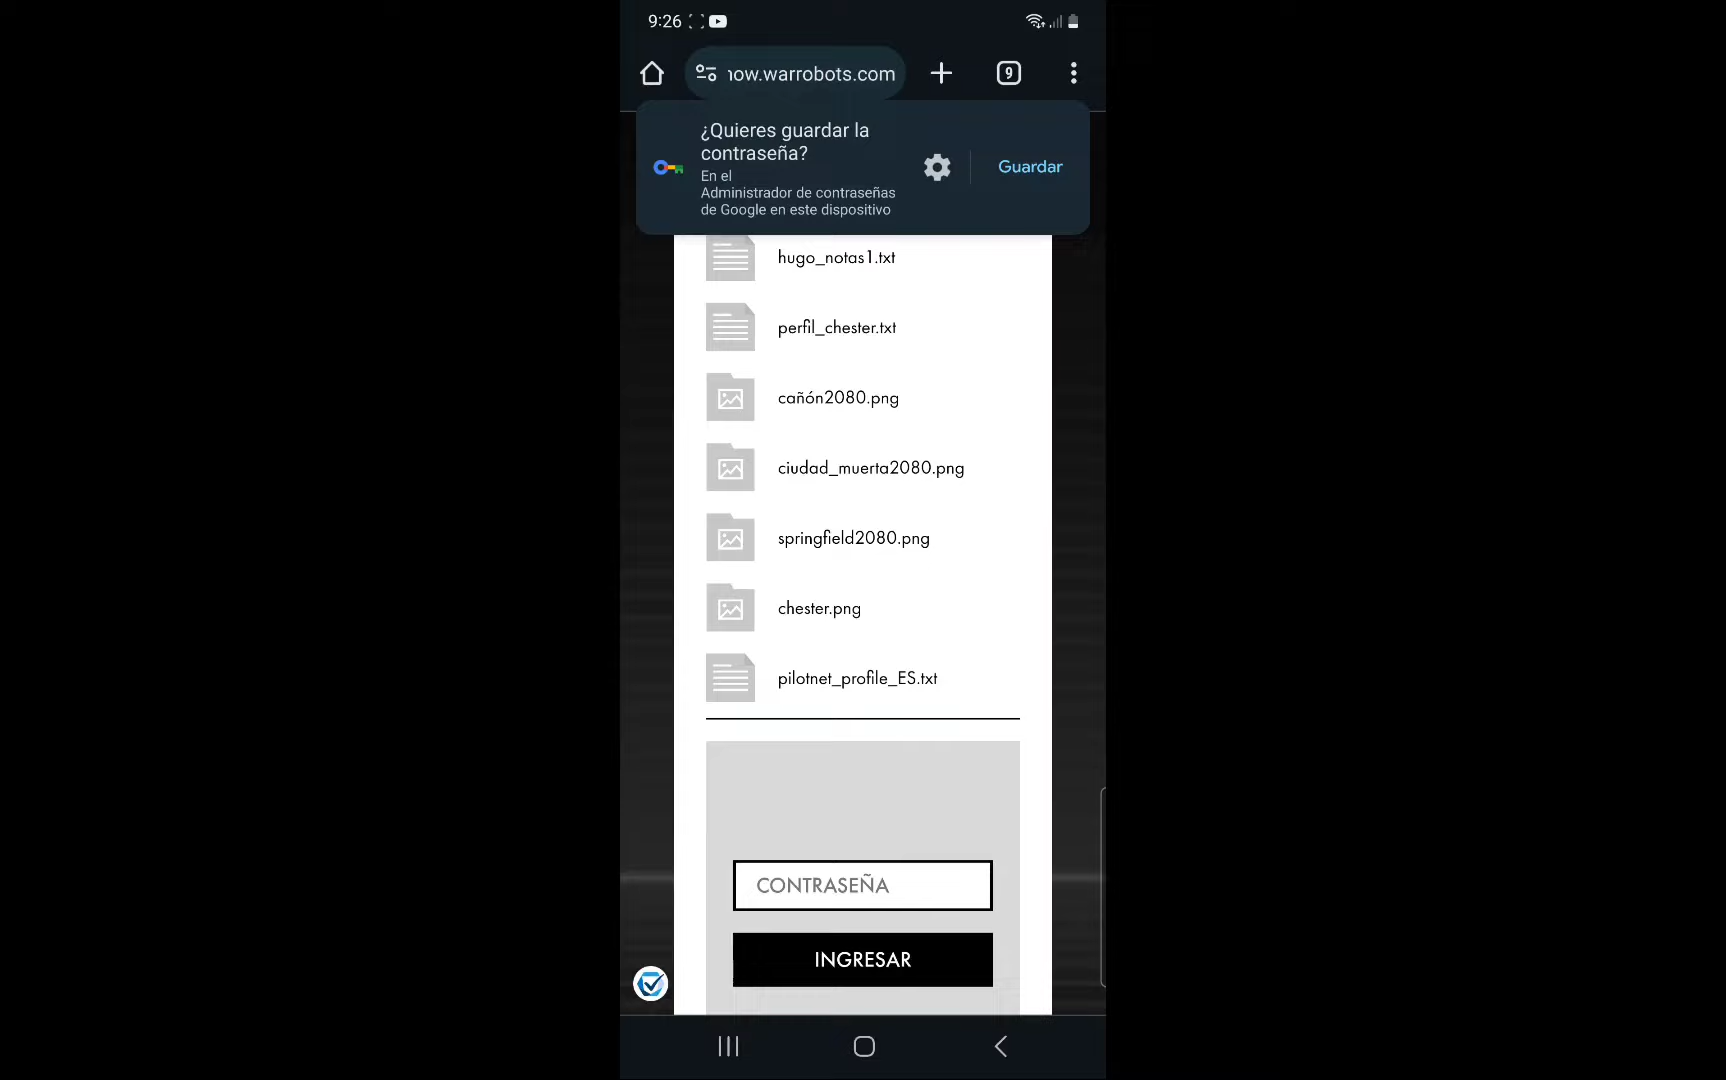 9:26
now.warrobots.com
9
¿Quieres guardar la
contraseña?
En el
Administrador de contraseñas
de Google en este dispositivo
Guardar
hugo_notas1.txt
perfil_chester.txt
cañón2080.png
ciudad_muerta2080.png
springfield2080.png
chester.png
pilotnet_profile_ES.txt
CONTRASEÑA
INGRESAR